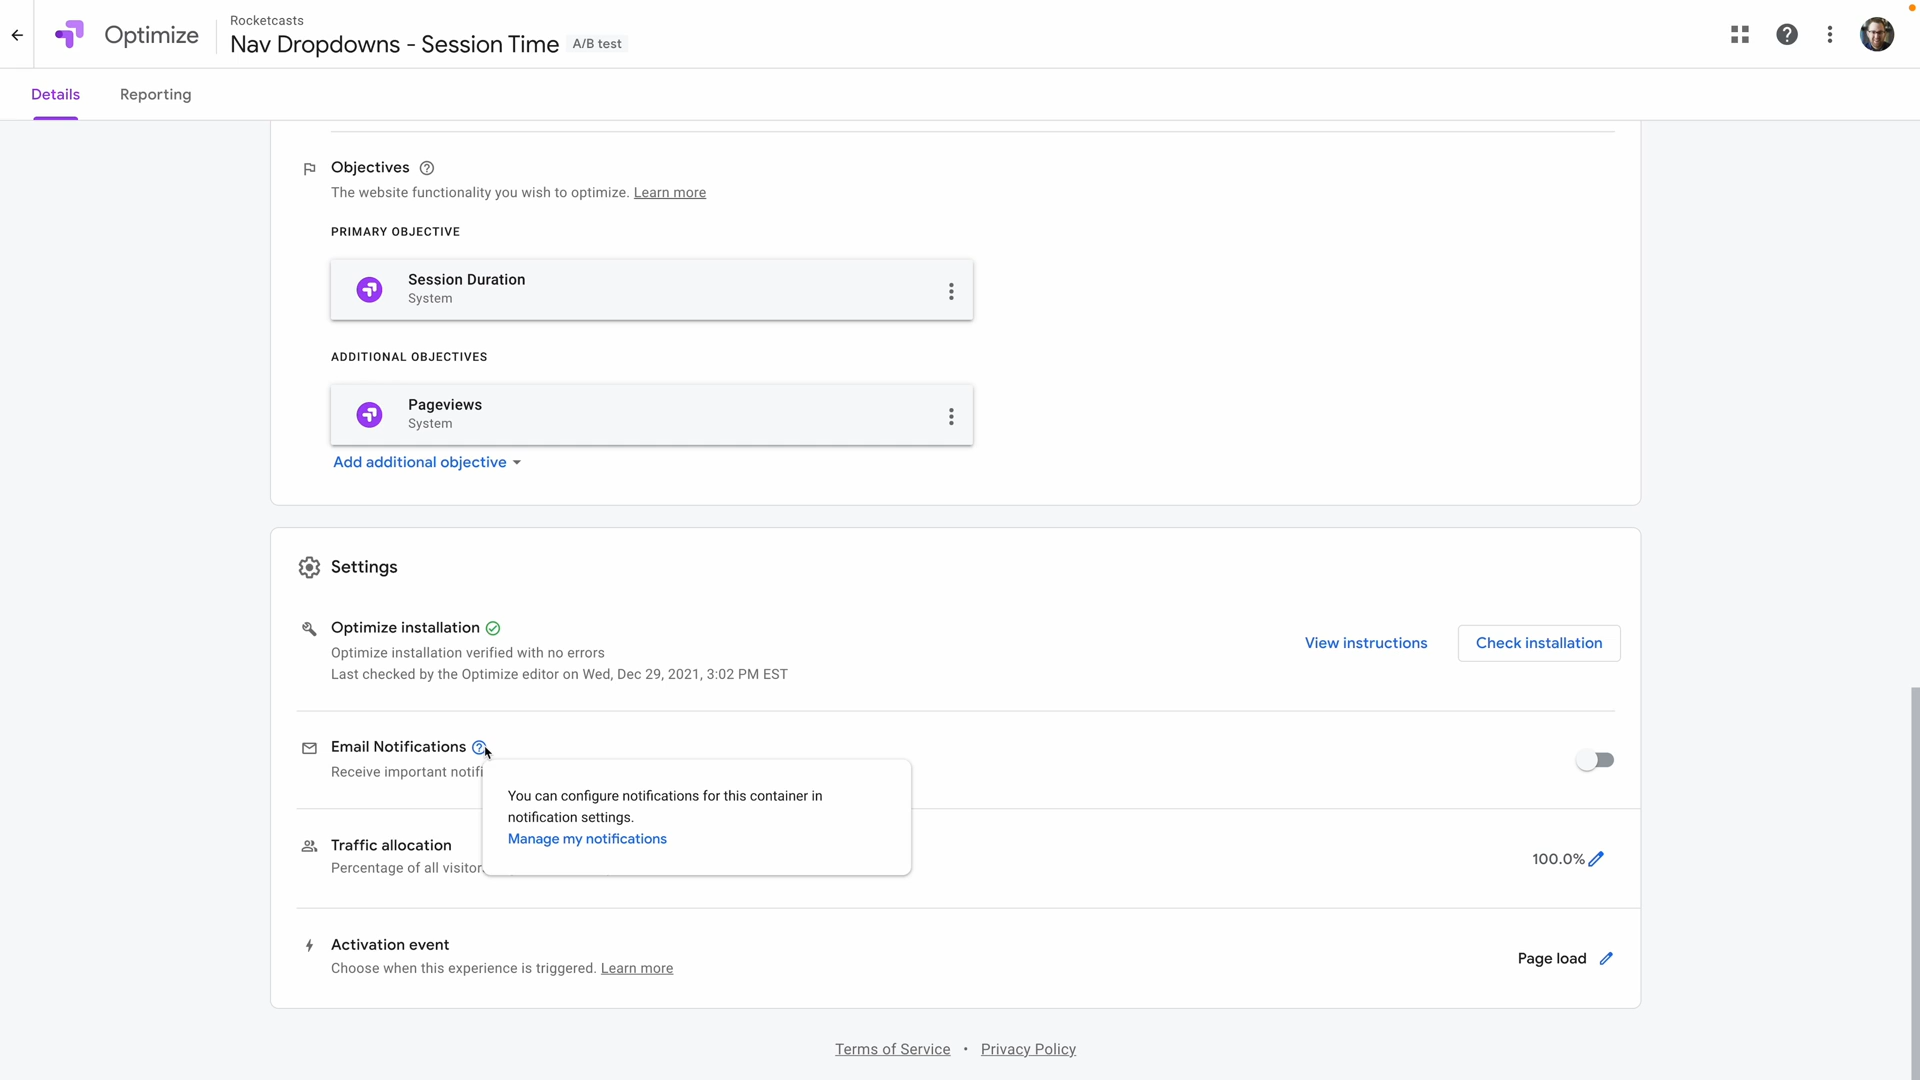 Rocketcasts
Optimize
Nav Dropdowns - Session Time
A/B test
Details
Reporting
Objectives
The website functionality you wish to optimize. Learn more
PRIMARY OBJECTIVE
Session Duration
System
ADDITIONAL OBJECTIVES
Pageviews
System
Add additional objective
Settings
Optimize installation
Optimize installation verified with no errors
Last checked by the Optimize editor on Wed, Dec 29, 2021, 3:02 PM EST
View instructions
Check installation
Email Notifications
Receive important notifi
You can configure notifications for this container in
notification settings.
Manage my notifications
Traffic allocation
Percentage of all visitor
100.0%
Activation event
Choose when this experience is triggered. Learn more
Page load
Terms of Service • Privacy Policy